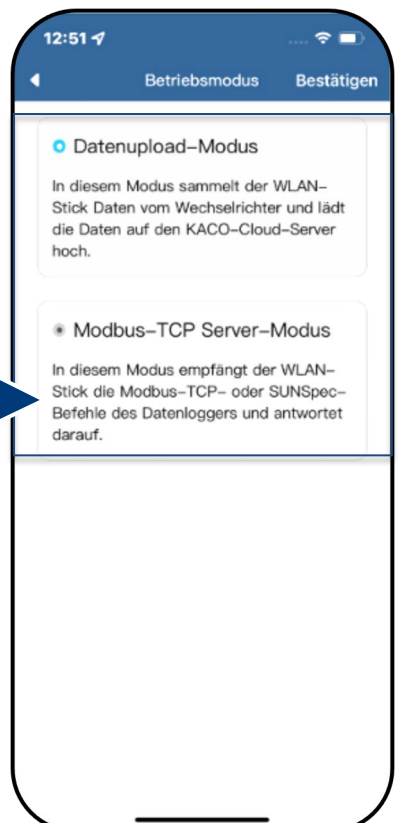 12:51
Betriebsmodus Bestätigen
Datenupload-Modus
In diesem Modus sammelt der WLAN-
Stick Daten vom Wechselrichter und lädt
die Daten auf den KACO-Cloud-Server
hoch.
Modbus-TCP Server-Modus
In diesem Modus empfängt der WLAN-
Stick die Modbus-TCP- oder SUNSpec-
Befehle des Datenloggers und antwortet
darauf.